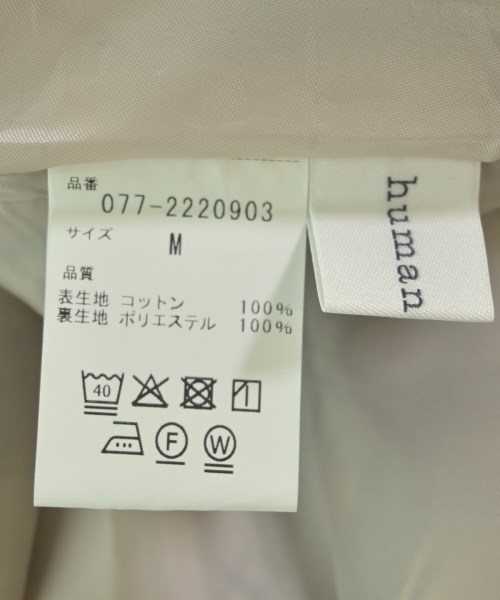 品番
077-2220903
サイズ
M
品質
表生地 コットン 100%
裏生地 ポリエステル 100%
40
F
W
human